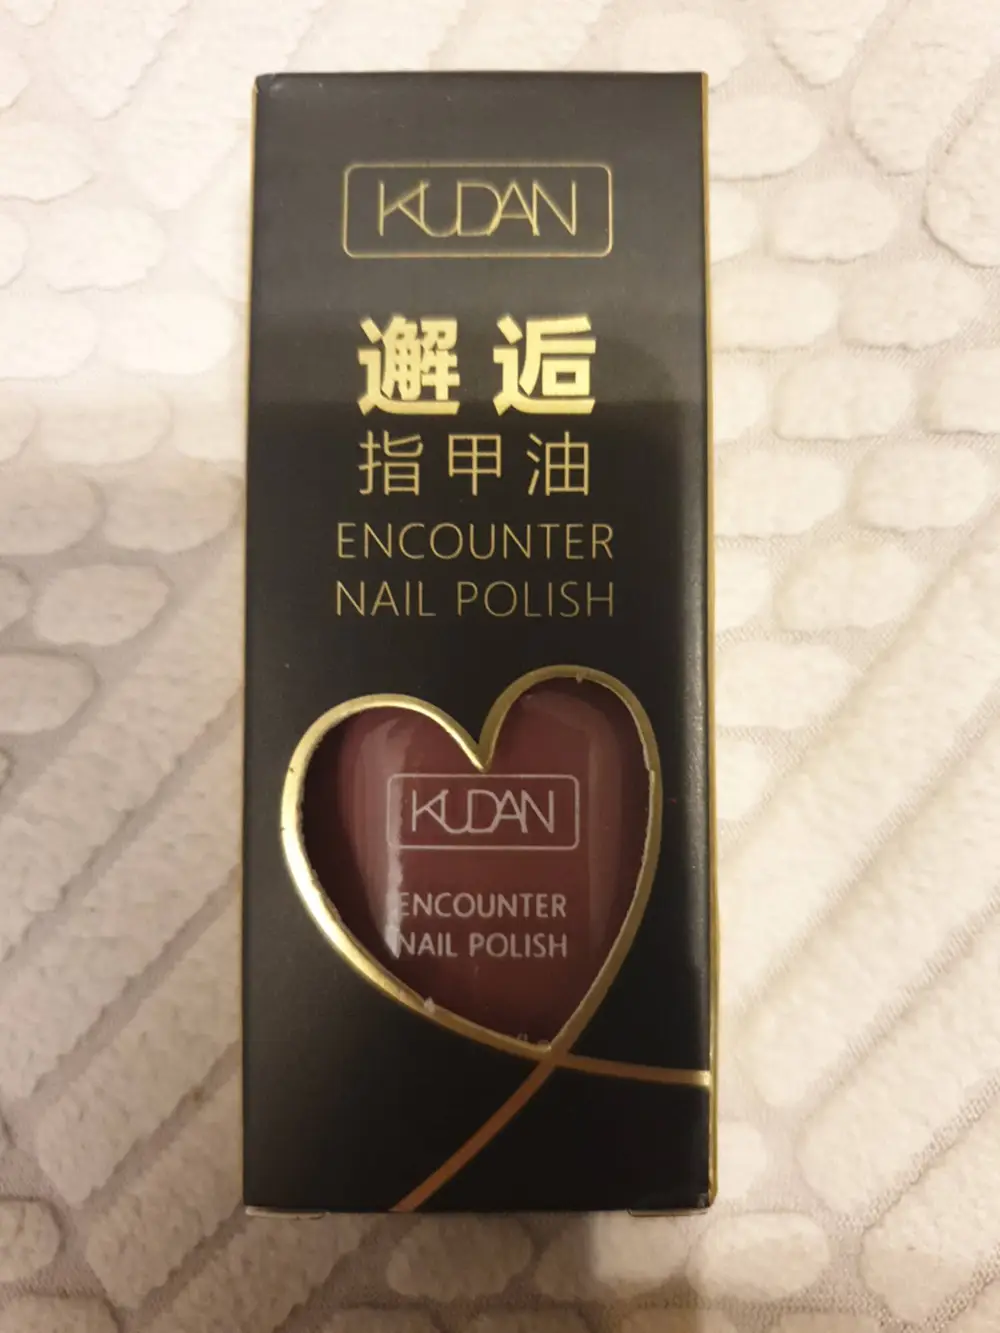 KUDAN
邂逅
指甲油
ENCOUNTER
NAIL POLISH
KUDAN
ENCOUNTER
NAIL POLISH